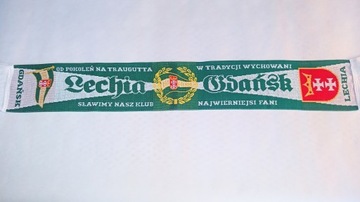 GDAŃSK
OD POKOLEŃ NA TRAUGUTTA W TRADYCJI WYCHOWANI
Lechia Gdańsk
SŁAWIMY NASZ KLUB NAJWIERNIEJSI FANI
LECHIA